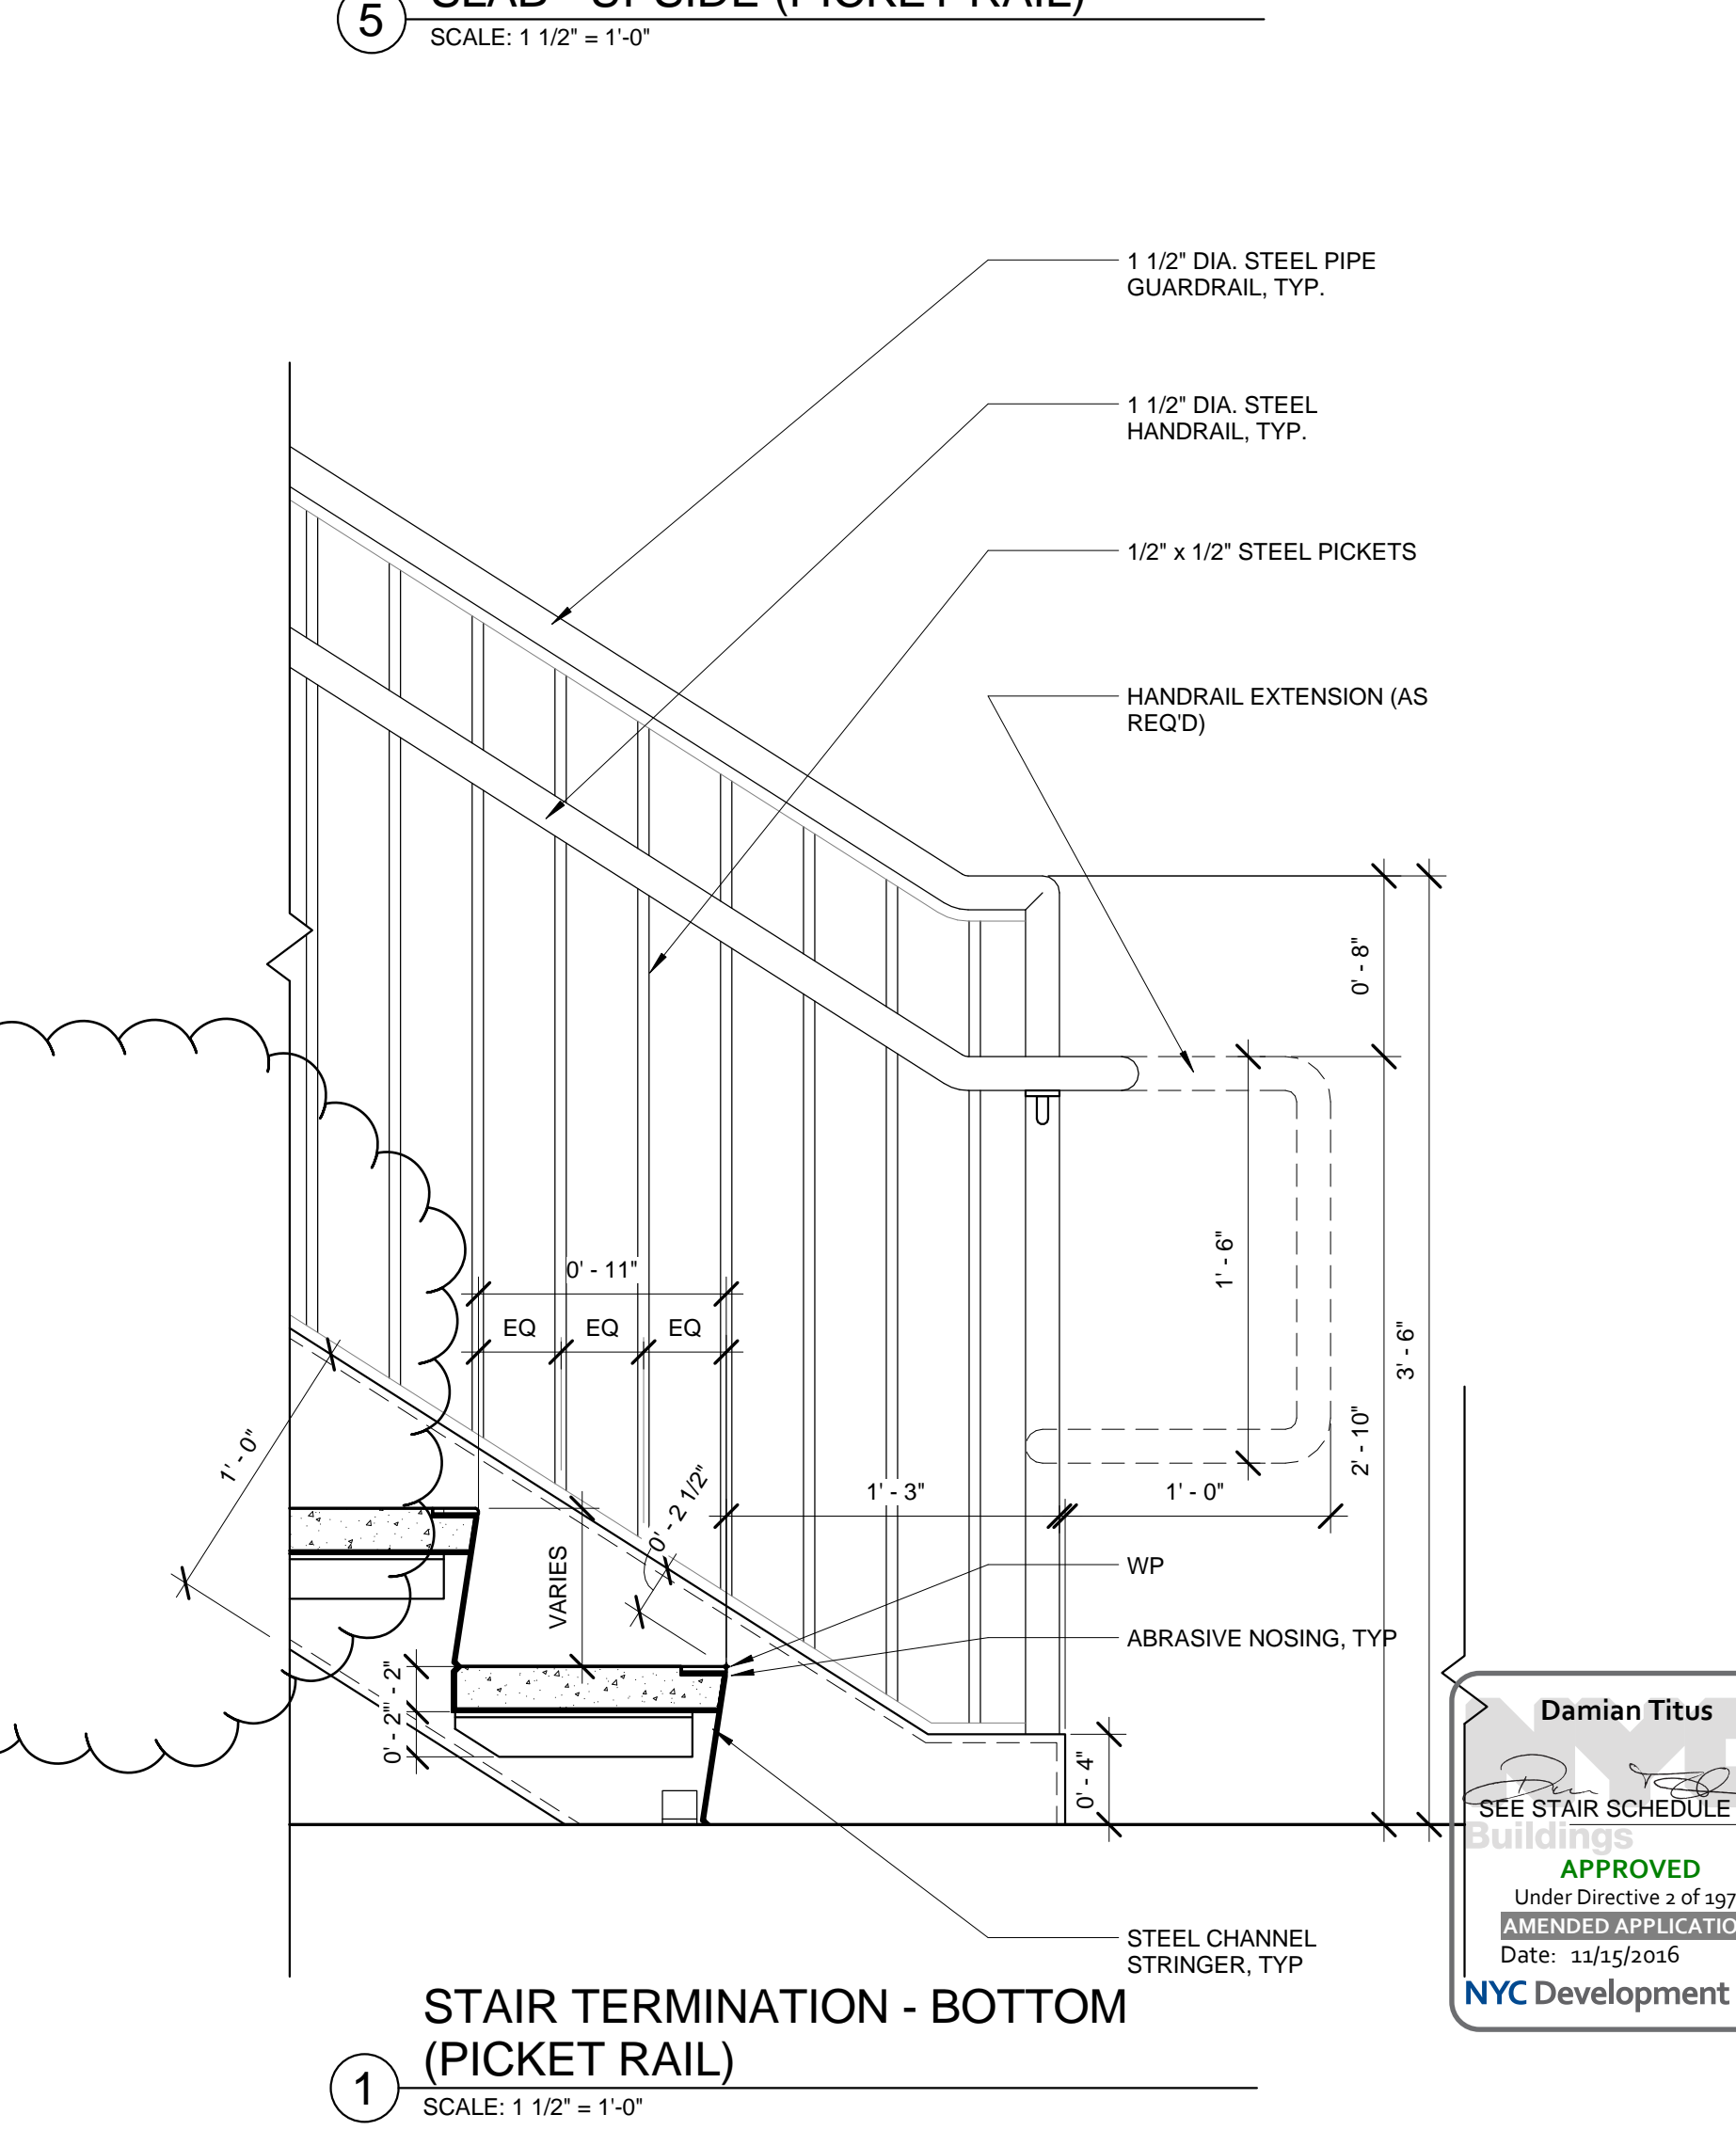 5
SCALE: 1 1/2" = 1'-0"
1 1/2" DIA. STEEL PIPE
GUARDRAIL, TYP.
1 1/2" DIA. STEEL
HANDRAIL, TYP.
1/2" x 1/2" STEEL PICKETS
HANDRAIL EXTENSION (AS
REQ'D)
0' - 8"
1' - 6"
3' - 6"
2' - 10"
0' - 11"
EQ EQ EQ
1' - 0"
0' - 2 1/2"
1' - 3"
1' - 0"
VARIES
WP
ABRASIVE NOSING, TYP
0' - 2"
0' - 2"
0' - 4"
Damian Titus
SEE STAIR SCHEDULE
Buildings
APPROVED
Under Directive 2 of
AMENDED
Date: 11/15/2016
NYC Development
STEEL CHANNEL
STRINGER, TYP
STAIR TERMINATION - BOTTOM
(PICKET RAIL)
1
SCALE: 1 1/2" = 1'-0"